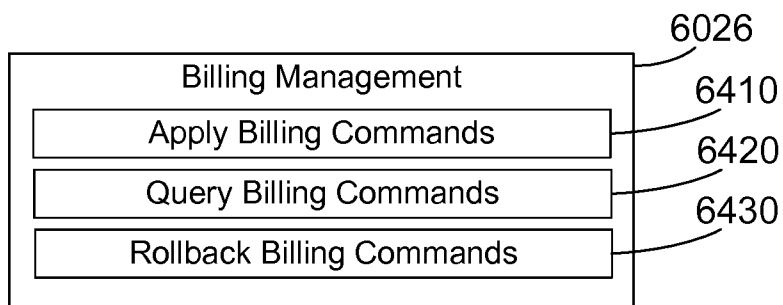 6026
Billing Management
6410
Apply Billing Commands
6420
Query Billing Commands
6430
Rollback Billing Commands